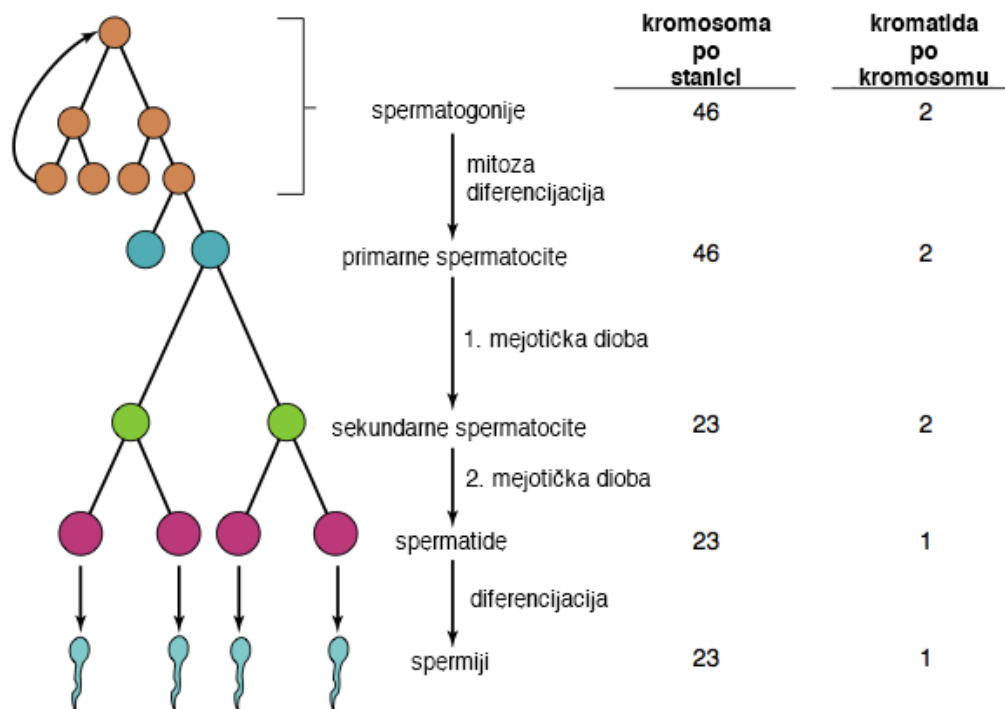 kromosoma
po
stanici
kromatida
po
kromosomu
spermatogonije 46 2
mitoza
diferencijacija
primarne spermatocite 46 2
1. mejotička dioba
sekundarne spermatocite 23 2
2. mejotička dioba
spermatide 23 1
diferencijacija
spermiji 23 1